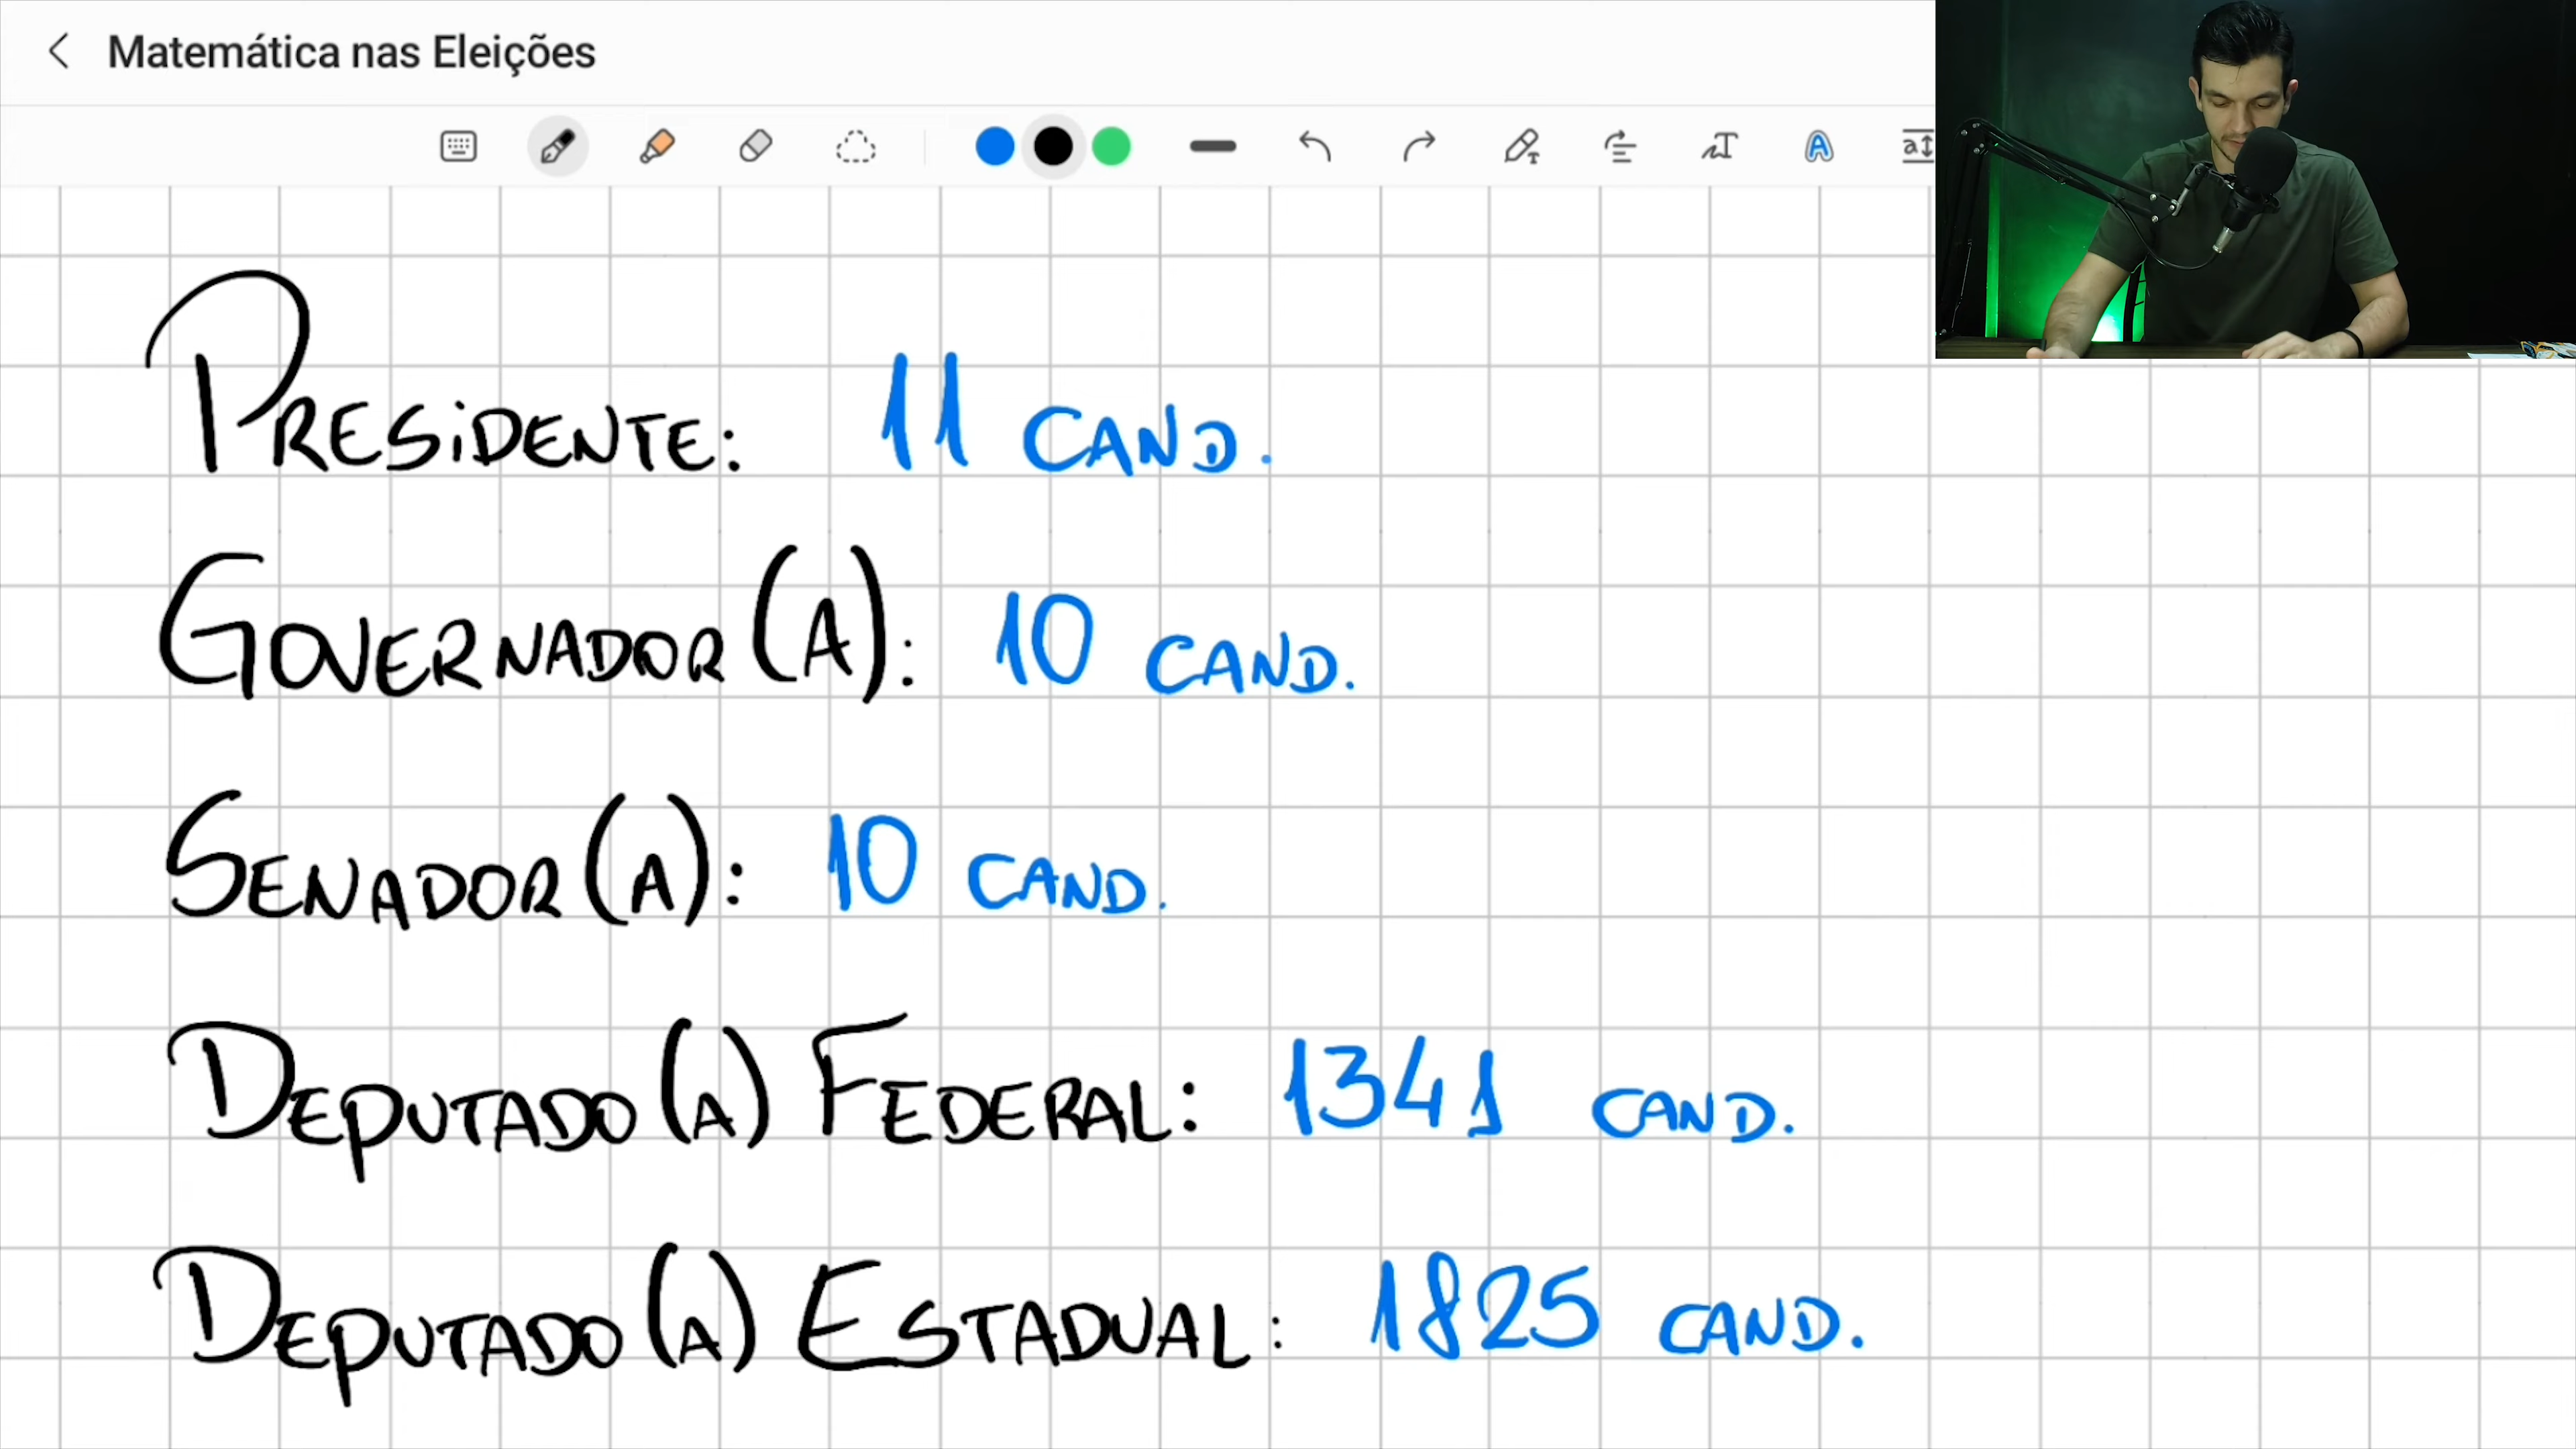 Matemática nas Eleições
PRESiDENTE: 11 CAND.
GOVERNADOR(A): 10 CAND.
SENADOR(A): 10 CAND.
DEPUTADO(A) FEDERAL: 1341 CAND.
DEPUTADO(A) ESTADUAL: 1825 CAND.